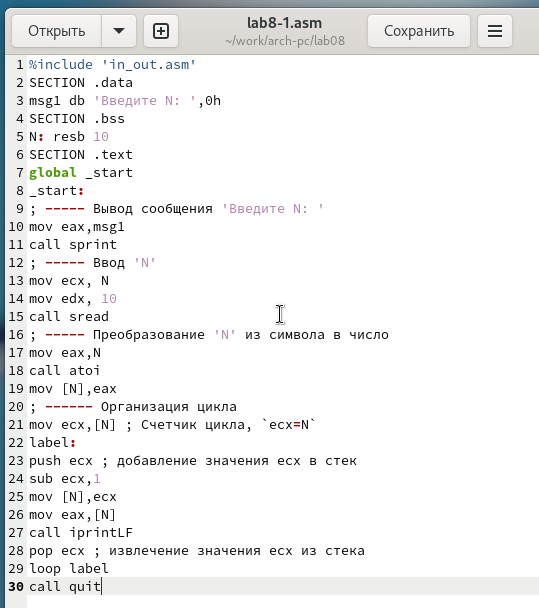 Открыть
lab8-1.asm
~/work/arch-pc/lab08
Сохранить
1 %include 'in_out.asm'
2 SECTION .data
3 msg1 db 'Введите N: ',0h
4 SECTION .bss
5 N: resb 10
6 SECTION .text
7 global _start
8 _start:
9 ; ----- Вывод сообщения 'Введите N: '
10 mov eax,msg1
11 call sprint
12 ; ----- Ввод 'N'
13 mov ecx, N
14 mov edx, 10
15 call sread
16 ; ----- Преобразование 'N' из символа в число
17 mov eax,N
18 call atoi
19 mov [N],eax
20 ; ------ Организация цикла
21 mov ecx,[N] ; Счетчик цикла, `ecx=N`
22 label:
23 push ecx ; добавление значения ecx в стек
24 sub ecx,1
25 mov [N],ecx
26 mov eax,[N]
27 call iprintLF
28 pop ecx ; извлечение значения ecx из стека
29 loop label
30 call quit